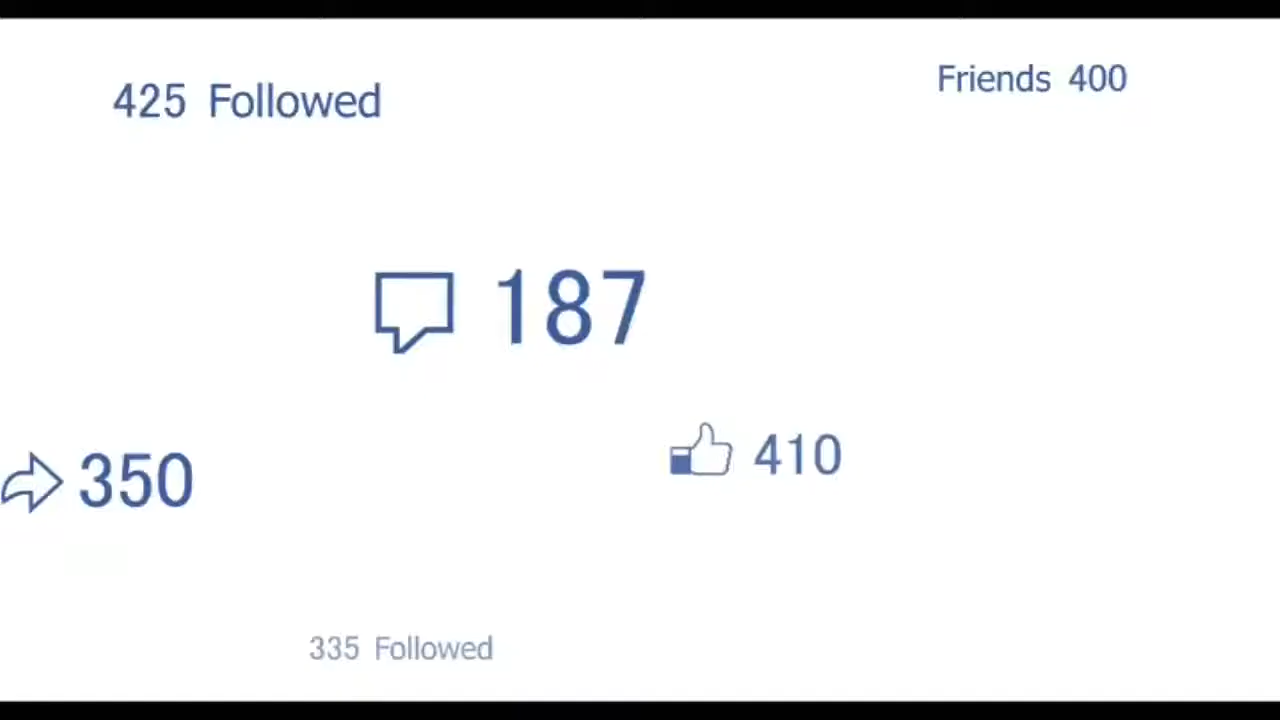 425 Followed
Friends 400
187
410
350
335 Followed